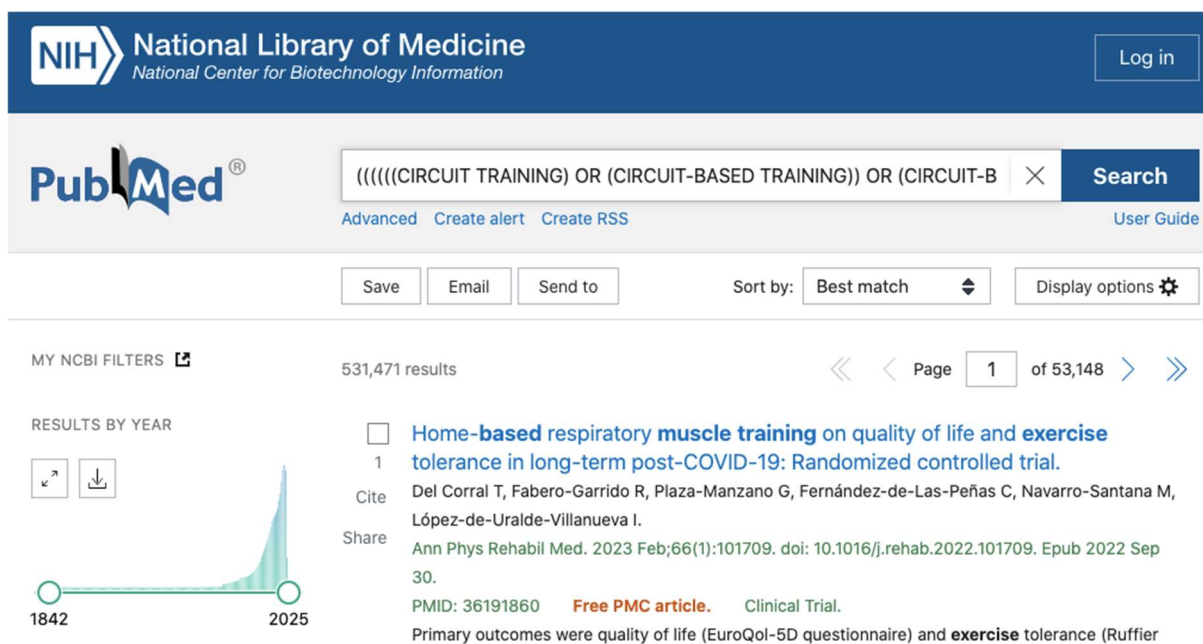 NIH National Library of Medicine
National Center for Biotechnology Information
Log in
PubMed®
((((((CIRCUIT TRAINING) OR (CIRCUIT-BASED TRAINING)) OR (CIRCUIT-B
Search
Advanced Create alert Create RSS
User Guide
Save Email Send to
Sort by: Best match
Display options
MY NCBI FILTERS
531,471 results
Page 1 of 53,148
RESULTS BY YEAR
1842 2025
1
Cite
Share
Home-based respiratory muscle training on quality of life and exercise
tolerance in long-term post-COVID-19: Randomized controlled trial.
Del Corral T, Fabero-Garrido R, Plaza-Manzano G, Fernández-de-Las-Peñas C, Navarro-Santana M,
López-de-Uralde-Villanueva I.
Ann Phys Rehabil Med. 2023 Feb;66(1):101709. doi: 10.1016/j.rehab.2022.101709. Epub 2022 Sep
30.
PMID: 36191860 Free PMC article. Clinical Trial.
Primary outcomes were quality of life (EuroQol-5D questionnaire) and exercise tolerance (Ruffier